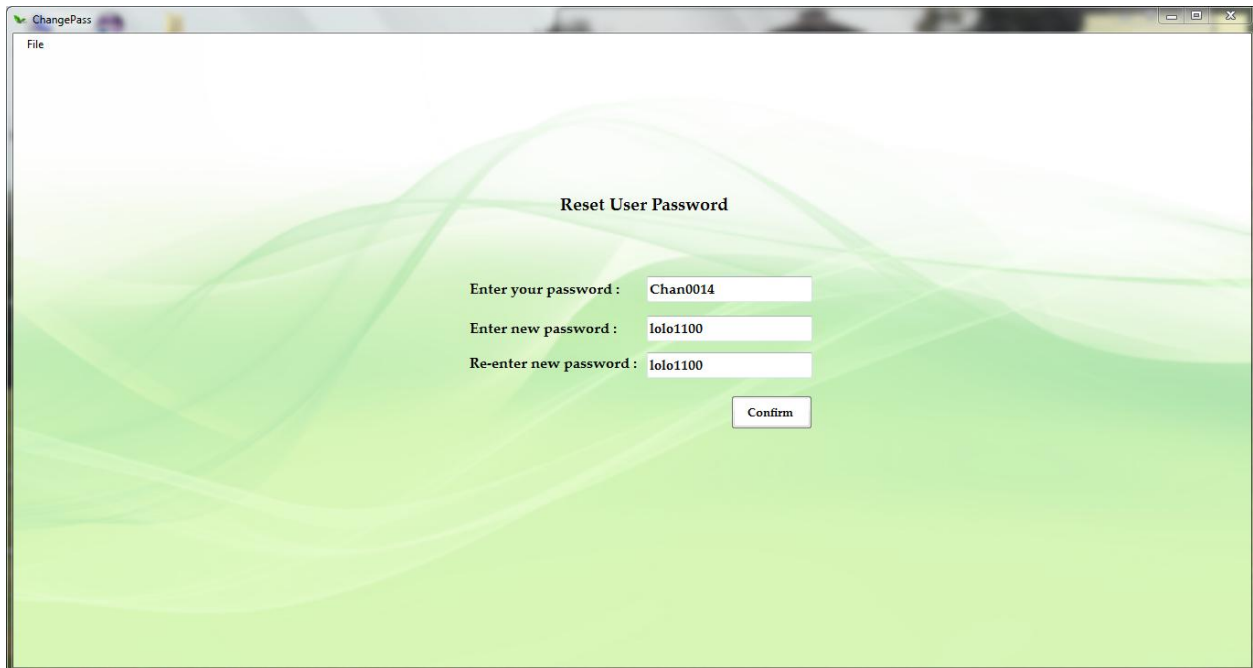 ChangePass
File
Reset User Password
Enter your password : Chan0014
Enter new password : lolo1100
Re-enter new password : lolo1100
Confirm